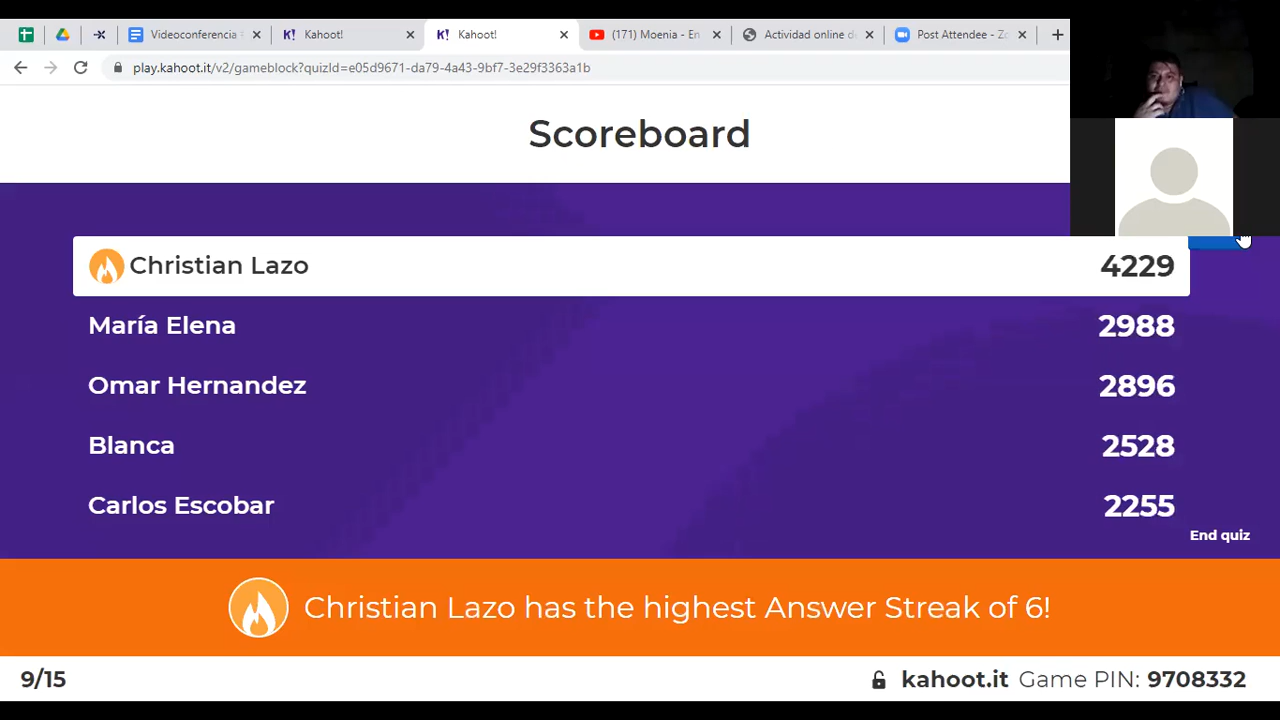 Videoconferencia
Kahoot!
Kahoot!
(171) Moenia - En
Actividad online de
Post Attendee - Zo
play.kahoot.it/v2/gameblock?quizId=e05d9671-da79-4a43-9bf7-3e29f3363a1b
Scoreboard
Christian Lazo 4229
María Elena 2988
Omar Hernandez 2896
Blanca 2528
Carlos Escobar 2255
End quiz
Christian Lazo has the highest Answer Streak of 6!
9/15
kahoot.it Game PIN: 9708332